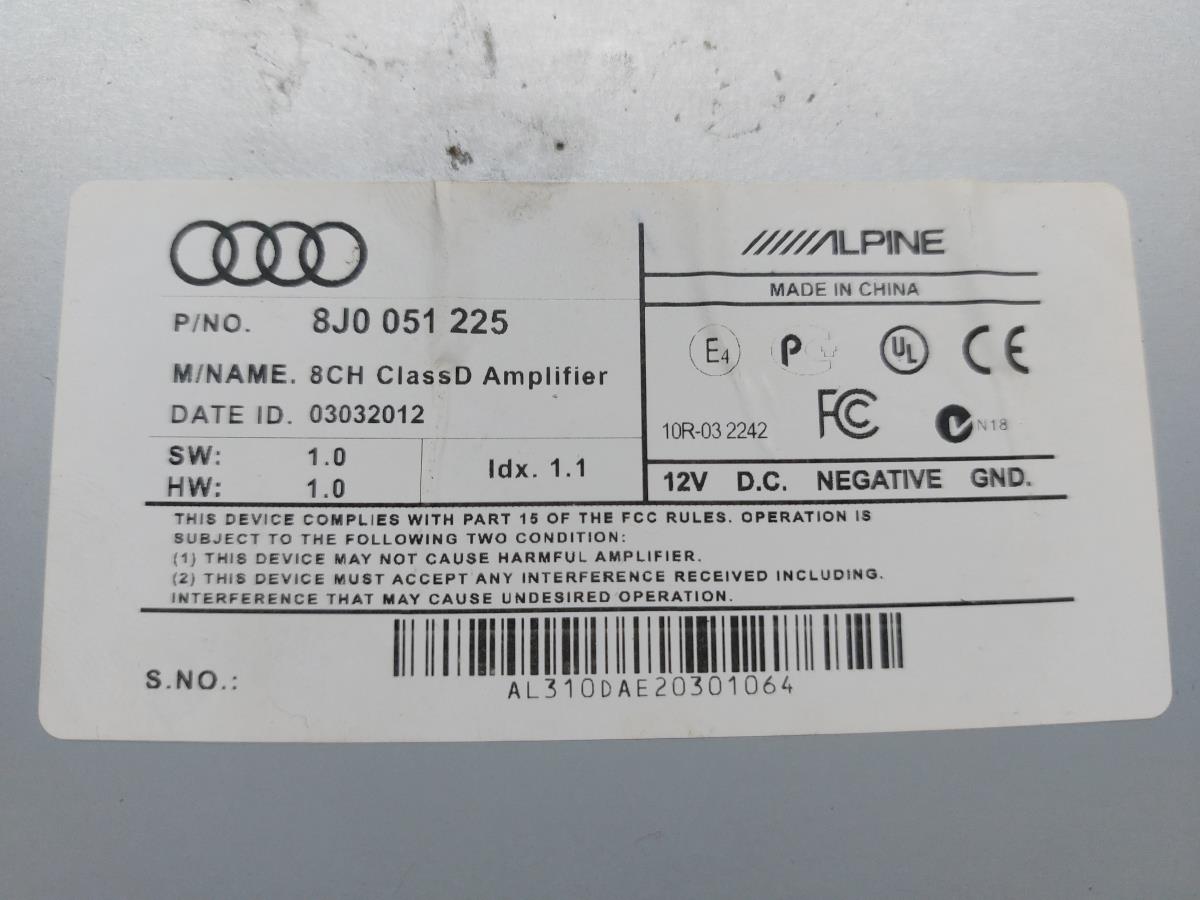 P/NO. 8J0 051 225
M/NAME. 8CH ClassD Amplifier
DATE ID. 03032012
SW: 1.0
HW: 1.0
Idx. 1.1
ALPINE
MADE IN CHINA
E4 P UL CE
10R-03 2242 FC N18
12V D.C. NEGATIVE GND.
THIS DEVICE COMPLIES WITH PART 15 OF THE FCC RULES. OPERATION IS
SUBJECT TO THE FOLLOWING TWO CONDITION:
(1) THIS DEVICE MAY NOT CAUSE HARMFUL AMPLIFIER.
(2) THIS DEVICE MUST ACCEPT ANY INTERFERENCE RECEIVED INCLUDING.
INTERFERENCE THAT MAY CAUSE UNDESIRED OPERATION.
S.NO.: AL310DAE20301064